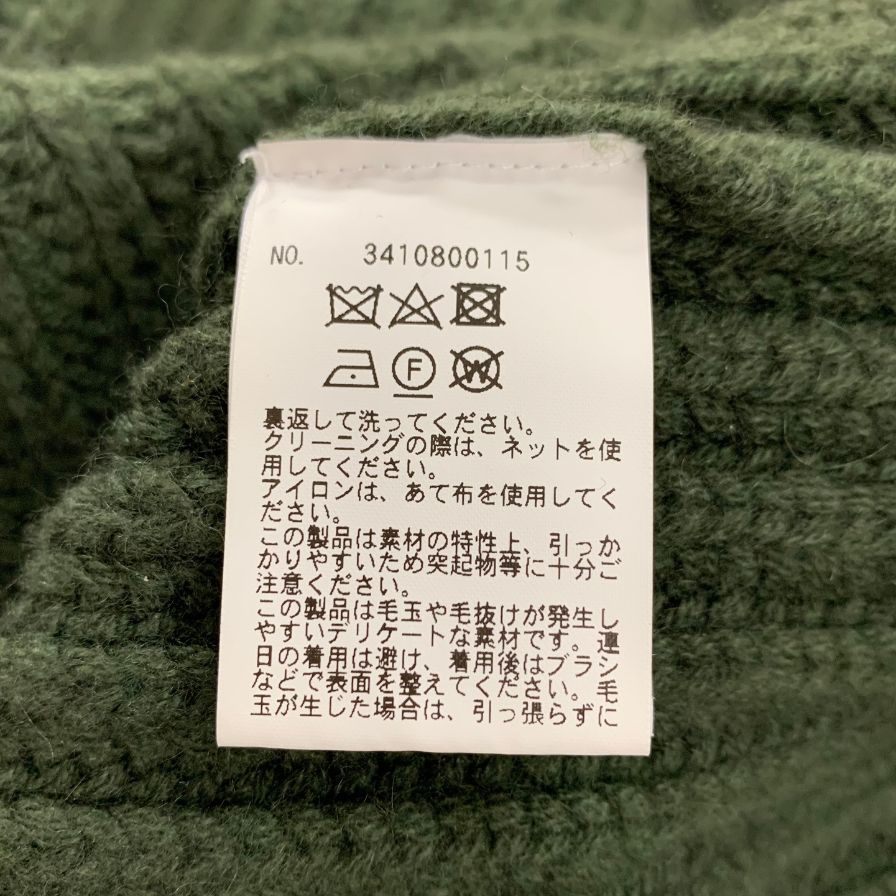 NO. 3410800115
F
W
裏返して洗ってください。
クリーニングの際は、ネットを使
用してください。
アイロンは、あて布を使用してく
ださい。
この製品は素材の特性上、引っか
かりやすいため突起物等に十分ご
注意ください。
この製品は毛玉や毛抜けが発生し
やすいデリケートな素材です。連
日の着用は避け、着用後はブラシ
などで表面を整えてください。毛
玉が生じた場合は、引っ張らずに